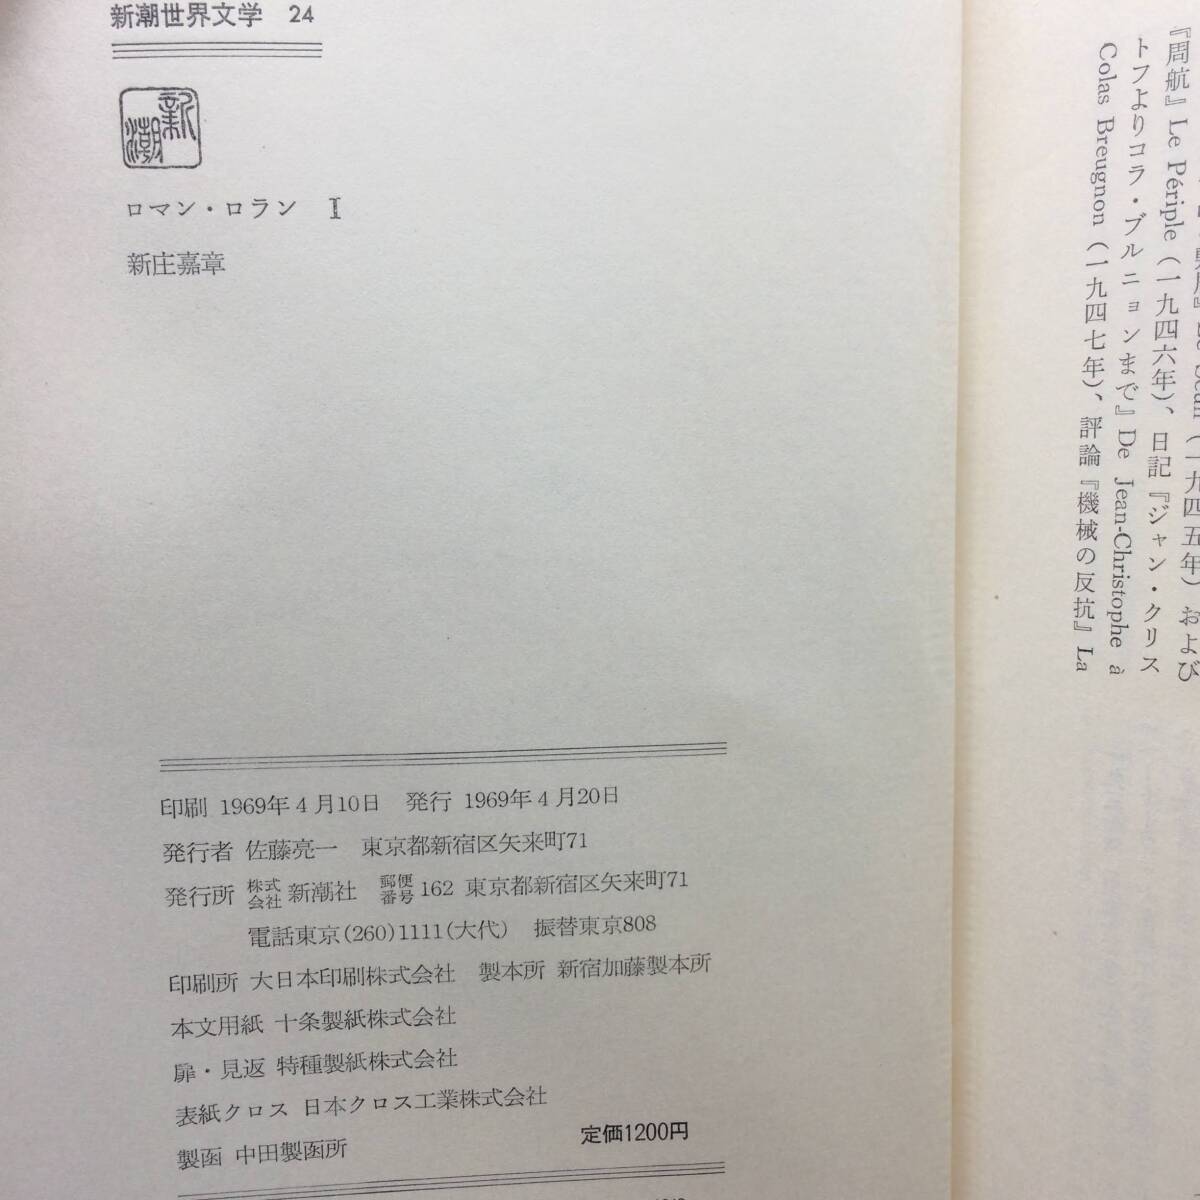 新潮世界文学 24
新潮
ロマン・ロラン I
新庄嘉章
印刷 1969年4月10日 発行 1969年4月20日
発行者 佐藤亮一 東京都新宿区矢来町71
発行所 株式会社 新潮社 郵便番号 162 東京都新宿区矢来町71
電話東京(260)1111(大代) 振替東京808
印刷所 大日本印刷株式会社 製本所 新宿加藤製本所
本文用紙 十条製紙株式会社
扉・見返 特種製紙株式会社
表紙クロス 日本クロス工業株式会社
製函 中田製函所
定価1200円
(一九四五年)および
『周航』Le Périple(一九四六年)、日記『ジャン・クリス
トフよりコラ・ブルニョンまで』De Jean-Christophe à
Colas Breugnon(一九四七年)、評論『機械の反抗』La